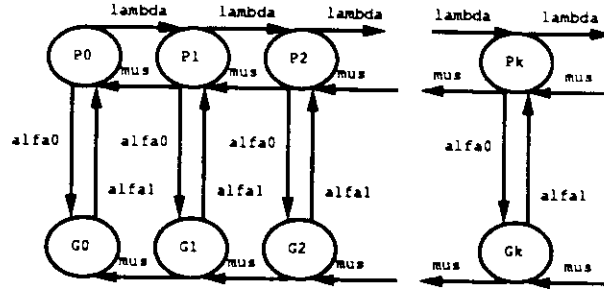 lambda lambda lambda lambda lambda
P0 P1 P2 Pk
mus mus mus mus mus
alfa0 alfa0 alfa0 alfa0
alfa1 alfa1 alfa1 alfa1
G0 G1 G2 Gk
mus mus mus mus mus